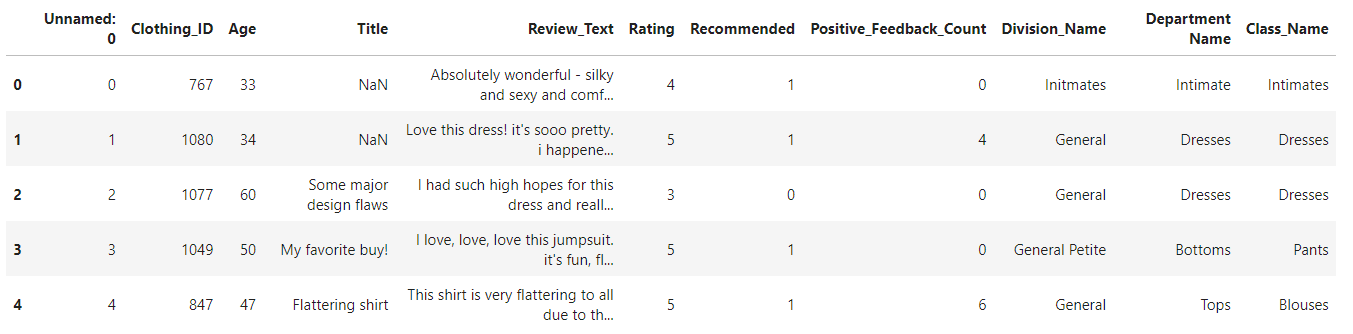 Unnamed: 0 Clothing_ID Age Title Review_Text Rating Recommended Positive_Feedback_Count Division_Name Department Name Class_Name
0 0 767 33 NaN Absolutely wonderful - silky and sexy and comf... 4 1 0 Initmates Intimate Intimates
1 1 1080 34 NaN Love this dress! it's sooo pretty. i happene... 5 1 4 General Dresses Dresses
2 2 1077 60 Some major design flaws I had such high hopes for this dress and reall... 3 0 0 General Dresses Dresses
3 3 1049 50 My favorite buy! I love, love, love this jumpsuit. it's fun, fl... 5 1 0 General Petite Bottoms Pants
4 4 847 47 Flattering shirt This shirt is very flattering to all due to th... 5 1 6 General Tops Blouses